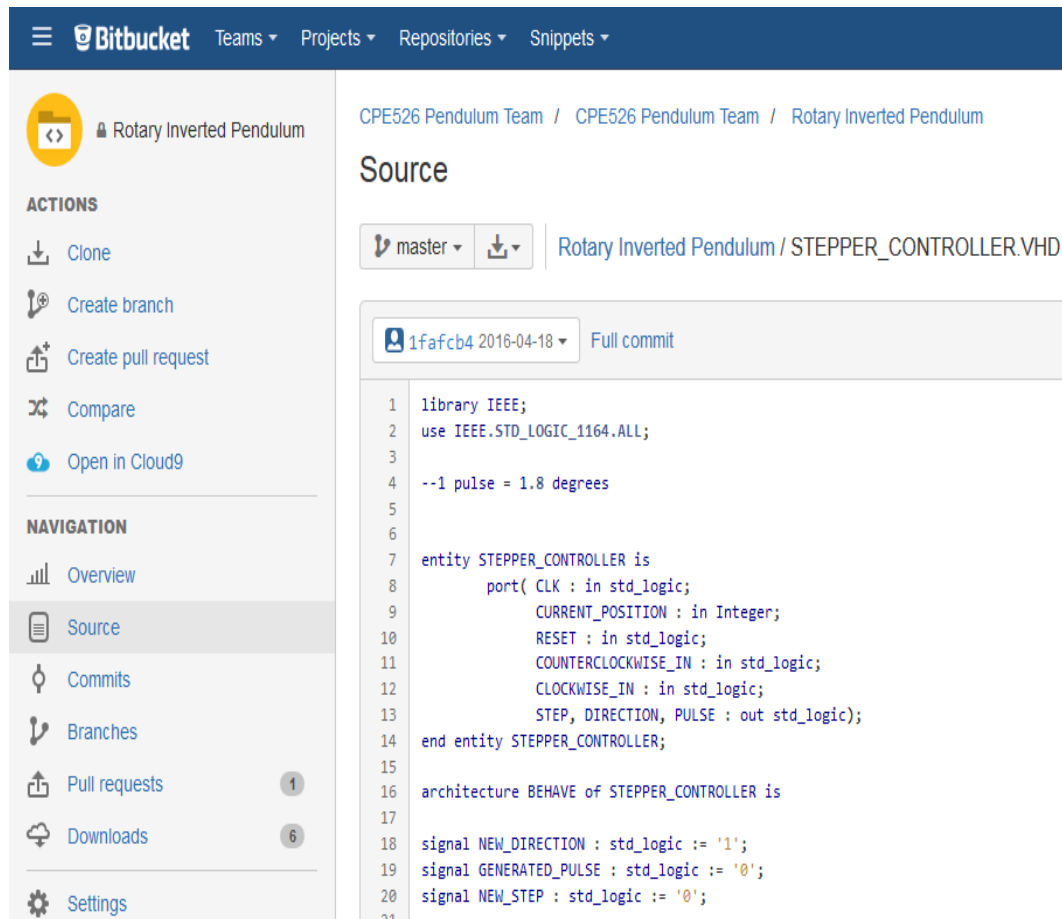 Bitbucket Teams Projects Repositories Snippets
Rotary Inverted Pendulum
ACTIONS
Clone
Create branch
Create pull request
Compare
9 Open in Cloud9
NAVIGATION
Overview
Source
Commits
Branches
Pull requests 1
Downloads 6
Settings
CPE526 Pendulum Team / CPE526 Pendulum Team / Rotary Inverted Pendulum
Source
master Rotary Inverted Pendulum / STEPPER_CONTROLLER.VHD
1fafcb4 2016-04-18 Full commit
1 library IEEE;
2 use IEEE.STD_LOGIC_1164.ALL;
3
4 --1 pulse = 1.8 degrees
5
6
7 entity STEPPER_CONTROLLER is
8 port( CLK : in std_logic;
9 CURRENT_POSITION : in Integer;
10 RESET : in std_logic;
11 COUNTERCLOCKWISE_IN : in std_logic;
12 CLOCKWISE_IN : in std_logic;
13 STEP, DIRECTION, PULSE : out std_logic);
14 end entity STEPPER_CONTROLLER;
15
16 architecture BEHAVE of STEPPER_CONTROLLER is
17
18 signal NEW_DIRECTION : std_logic := '1';
19 signal GENERATED_PULSE : std_logic := '0';
20 signal NEW_STEP : std_logic := '0';